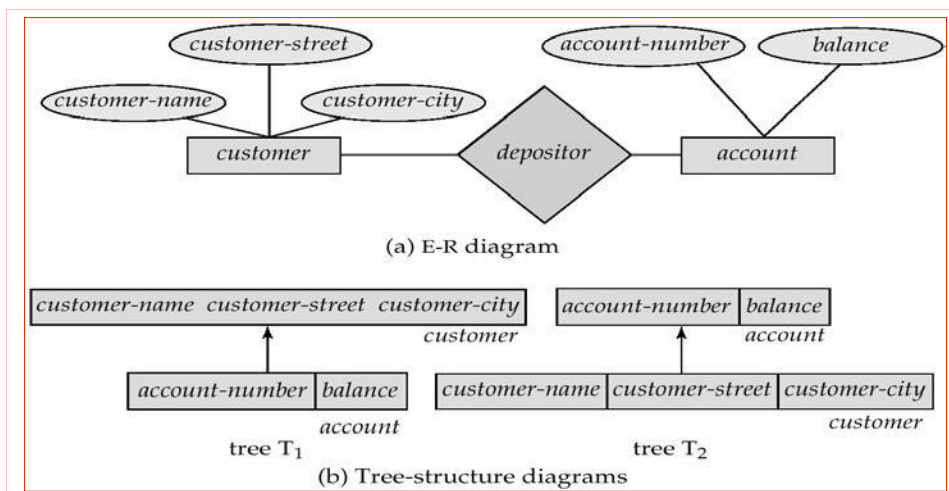 customer-street
account-number balance
customer-name customer-city
customer depositor account
(a) E-R diagram
customer-name customer-street customer-city
customer
account-number balance
account
account-number balance
account
customer-name customer-street customer-city
customer
tree T1
tree T2
(b) Tree-structure diagrams